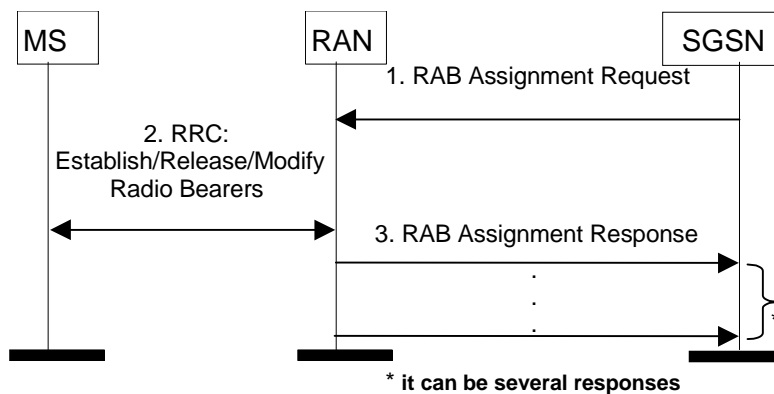 MS
RAN
SGSN
1. RAB Assignment Request
2. RRC:
Establish/Release/Modify
Radio Bearers
3. RAB Assignment Response
.
.
.
*
* it can be several responses